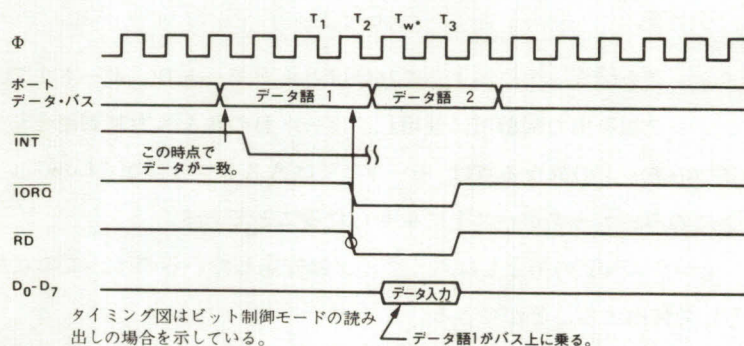 T1 T2 Tw* T3
Φ
ポート
データ・バス
データ語 1
データ語 2
INT
この時点で
データが一致。
IORQ
RD
D0-D7
データ入力
タイミング図はビット制御モードの読み
出しの場合を示している。
データ語1がバス上に乗る。